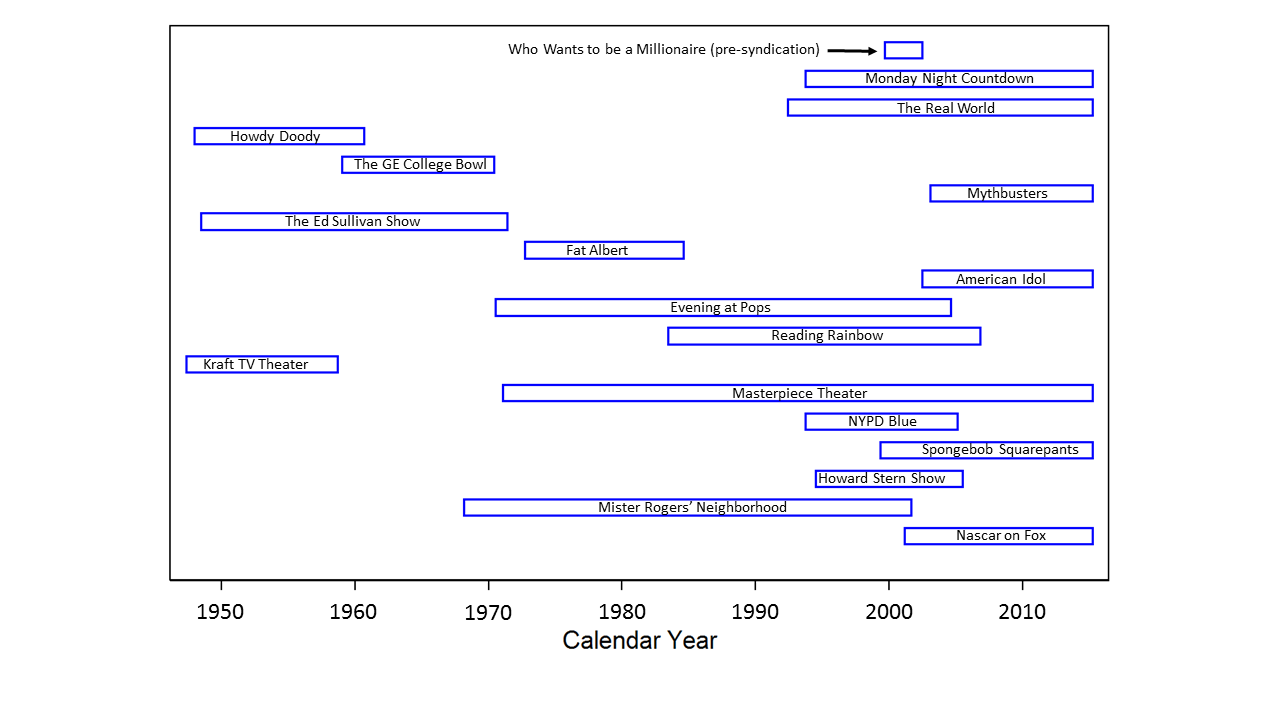 Who Wants to be a Millionaire (pre-syndication)
Monday Night Countdown
The Real World
Howdy Doody
The GE College Bowl
Mythbusters
The Ed Sullivan Show
Fat Albert
American Idol
Evening at Pops
Reading Rainbow
Kraft TV Theater
Masterpiece Theater
NYPD Blue
Spongebob Squarepants
Howard Stern Show
Mister Rogers’ Neighborhood
Nascar on Fox
1950 1960 1970 1980 1990 2000 2010
Calendar Year